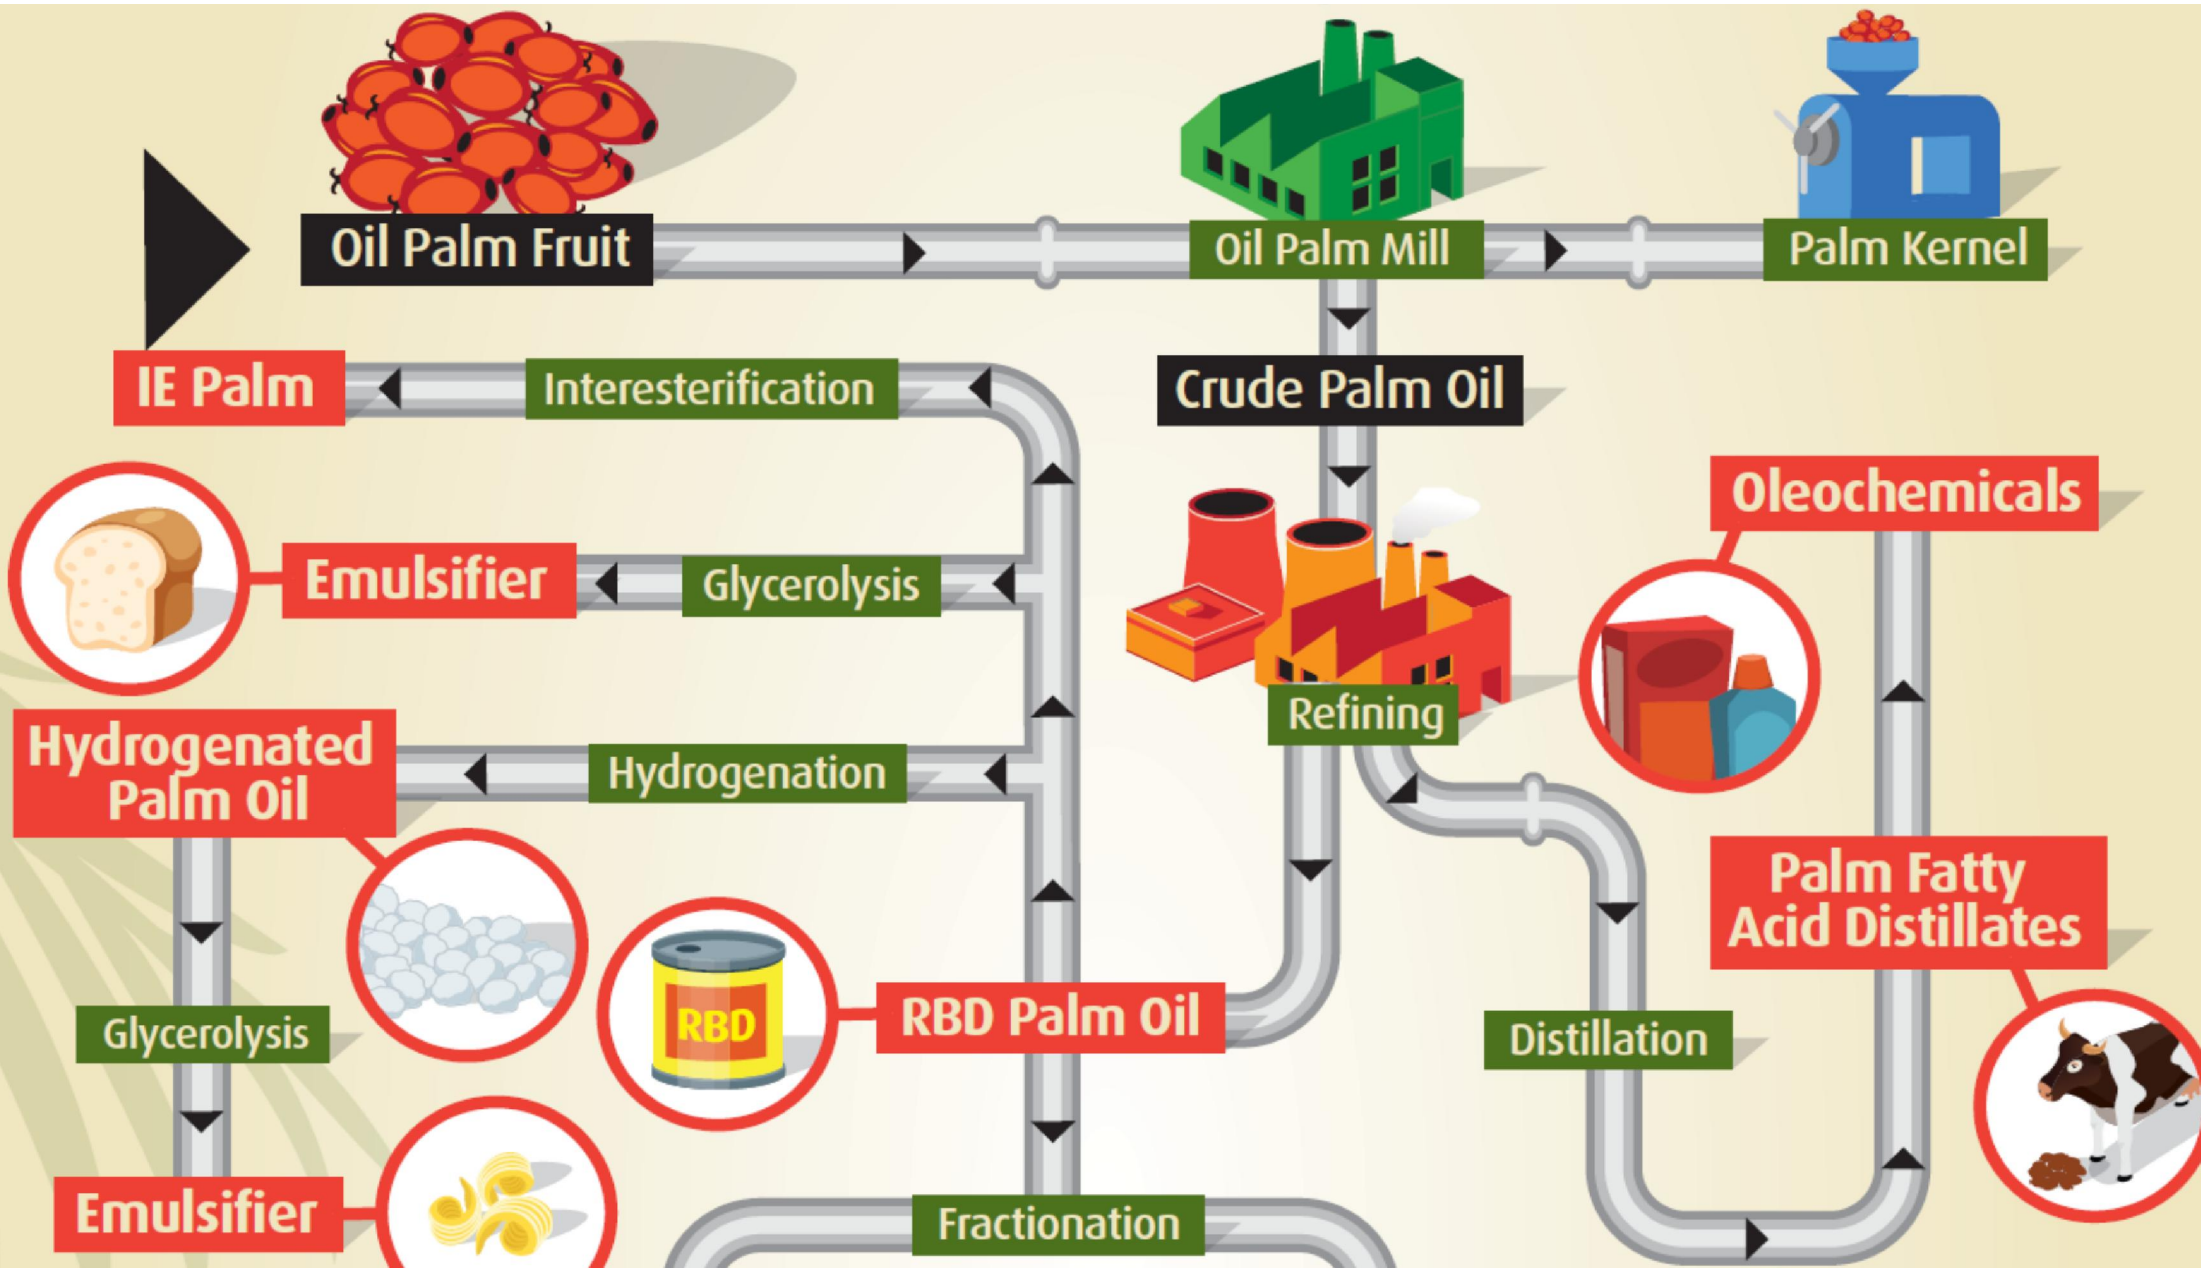 Oil Palm Fruit
Oil Palm Mill
Palm Kernel
IE Palm
Interesterification
Crude Palm Oil
Oleochemicals
Emulsifier
Glycerolysis
Refining
Hydrogenated
Palm Oil
Hydrogenation
Palm Fatty
Acid Distillates
RBD
RBD Palm Oil
Glycerolysis
Distillation
Emulsifier
Fractionation